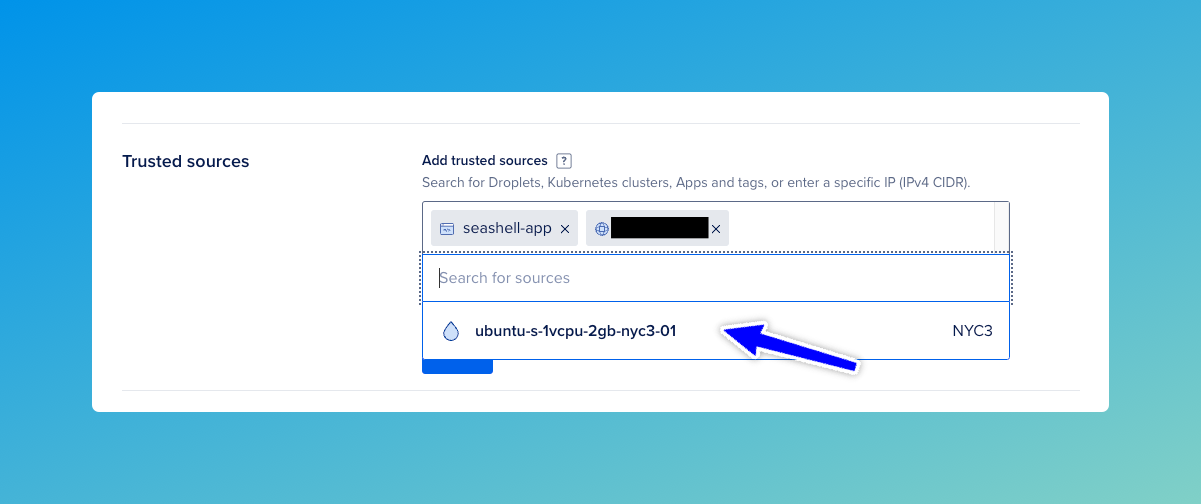 Trusted sources
Add trusted sources ?
Search for Droplets, Kubernetes clusters, Apps and tags, or enter a specific IP (IPv4 CIDR).
seashell-app ×
×
Search for sources
ubuntu-s-1vcpu-2gb-nyc3-01 NYC3